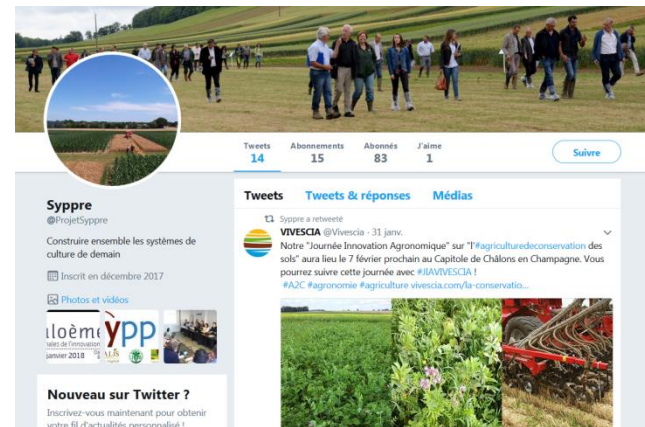 Tweets Abonnements Abonnés J'aime
14 15 83 1
Suivre
Syppre
@ProjetSyppre
Construire ensemble les systèmes de
culture de demain
Inscrit en décembre 2017
Photos et vidéos
aloèm
janvier 2018
ypp
Nouveau sur Twitter ?
Inscrivez-vous maintenant pour obtenir
votre fil d'actualités personnalisé !
Tweets Tweets & réponses Médias
Syppre a retweeté
VIVESCIA @Vivescia · 31 janv.
Notre "Journée Innovation Agronomique" sur "l'#agriculturedeconservation des
sols" aura lieu le 7 février prochain au Capitole de Châlons en Champagne. Vous
pourrez suivre cette journée avec #JIAVIVESCIA !
#A2C #agronomie #agriculture vivescia.com/la-conservatio...